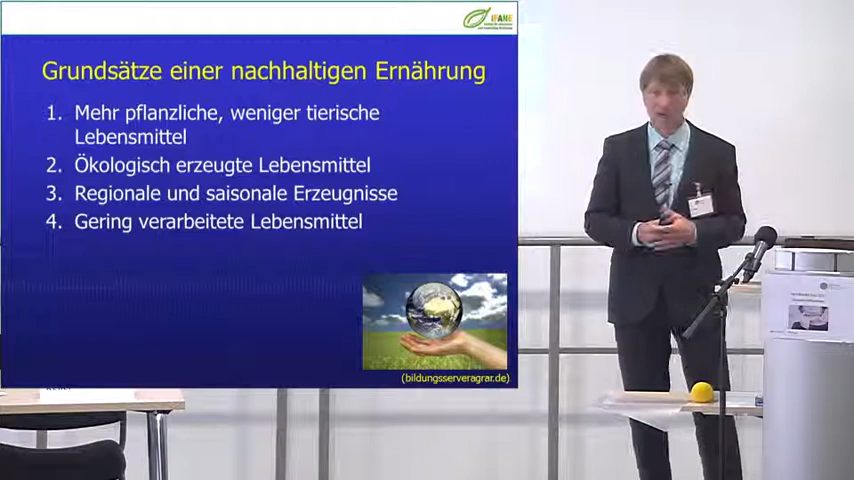 IFANE
Grundsätze einer nachhaltigen Ernährung
1. Mehr pflanzliche, weniger tierische
Lebensmittel
2. Ökologisch erzeugte Lebensmittel
3. Regionale und saisonale Erzeugnisse
4. Gering verarbeitete Lebensmittel
(bildungsserveragrar.de)